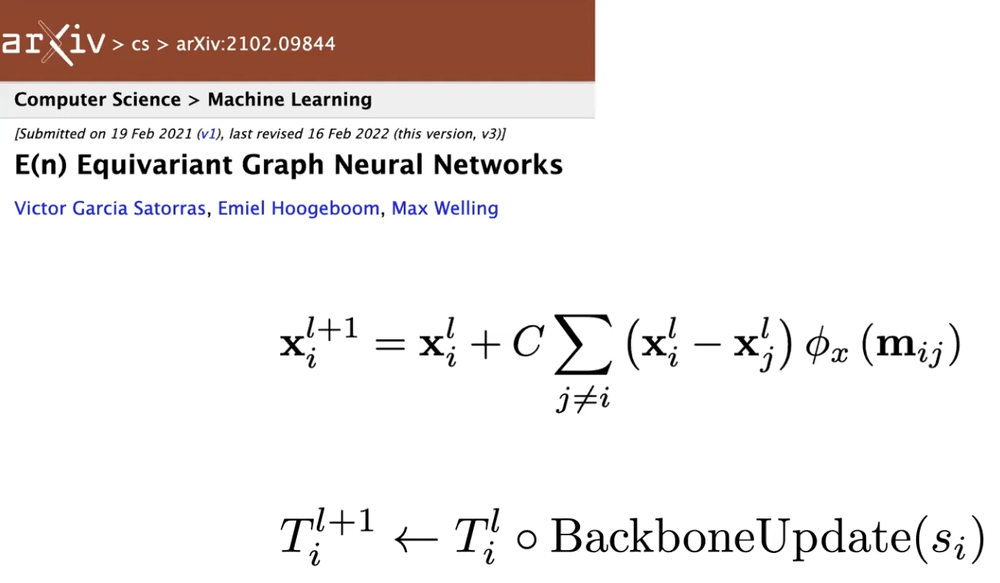 arXiv > cs > arXiv:2102.09844
Computer Science > Machine Learning
[Submitted on 19 Feb 2021 (v1), last revised 16 Feb 2022 (this version, v3)]
E(n) Equivariant Graph Neural Networks
Victor Garcia Satorras, Emiel Hoogeboom, Max Welling
$\mathbf{x}_i^{l+1} = \mathbf{x}_i^l + C \sum_{j \neq i} \left( \mathbf{x}_i^l - \mathbf{x}_j^l \right) \phi_x \left( \mathbf{m}_{ij} \right)$
$T_i^{l+1} \leftarrow T_i^l \circ \mathrm{BackboneUpdate}(s_i)$